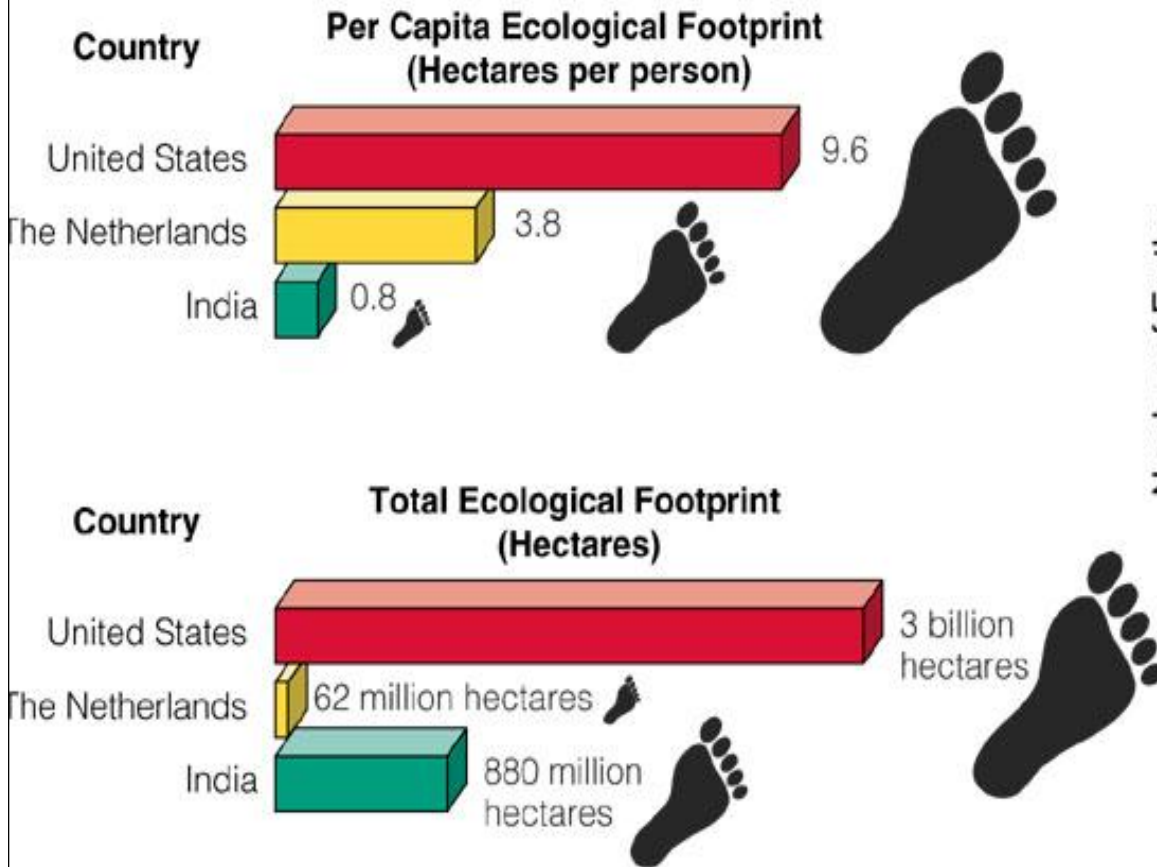 Country
Per Capita Ecological Footprint
(Hectares per person)
United States
9.6
The Netherlands
3.8
India
0.8
Country
Total Ecological Footprint
(Hectares)
United States
3 billion
hectares
The Netherlands
62 million hectares
India
880 million
hectares